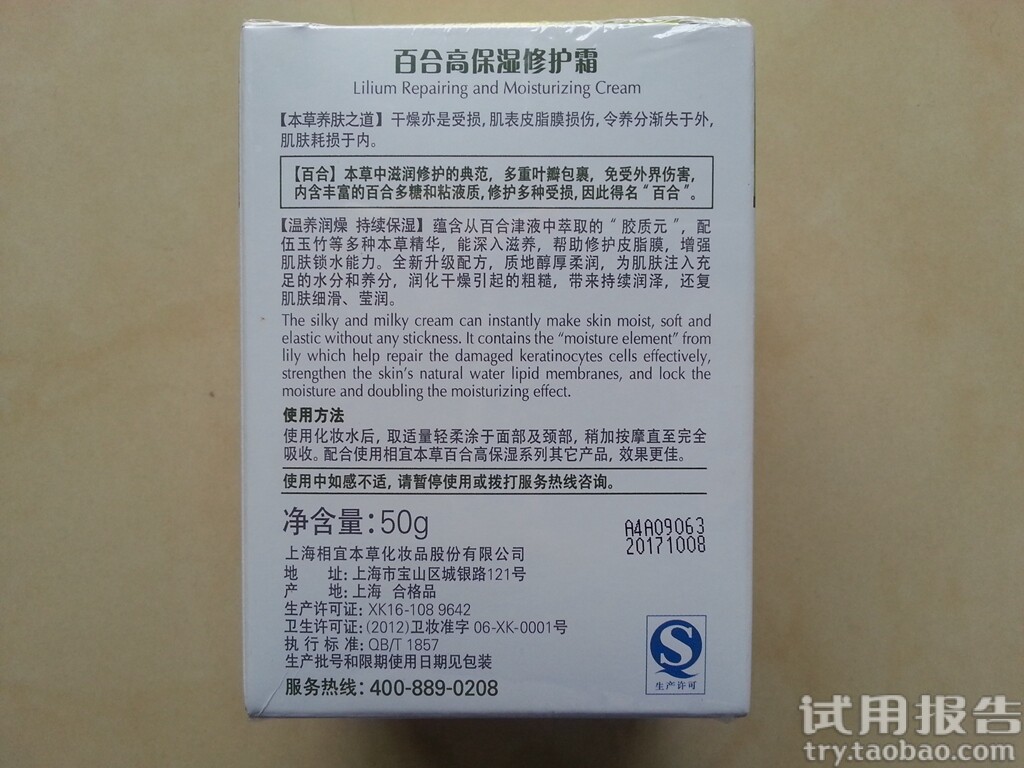 百合高保湿修护霜
Lilium Repairing and Moisturizing Cream
【本草养肤之道】干燥亦是受损,肌表皮脂膜损伤,令养分渐失于外,
肌肤耗损于内。
【百合】本草中滋润修护的典范，多重叶瓣包裹，免受外界伤害，
内含丰富的百合多糖和粘液质,修护多种受损,因此得名“百合”。
【温养润燥 持续保湿】蕴含从百合津液中萃取的“胶质元”，配
伍玉竹等多种本草精华，能深入滋养，帮助修护皮脂膜，增强
肌肤锁水能力。全新升级配方，质地醇厚柔润，为肌肤注入充
足的水分和养分，润化干燥引起的粗糙，带来持续润泽，还复
肌肤细滑、莹润。
The silky and milky cream can instantly make skin moist, soft and
elastic without any stickness. It contains the “moisture element” from
lily which help repair the damaged keratinocytes cells effectively,
strengthen the skin's natural water lipid membranes, and lock the
moisture and doubling the moisturizing effect.
使用方法
使用化妆水后，取适量轻柔涂于面部及颈部，稍加按摩直至完全
吸收。配合使用相宜本草百合高保湿系列其它产品，效果更佳。
使用中如感不适，请暂停使用或拨打服务热线咨询。
净含量：50g
A4A09063
20171008
上海相宜本草化妆品股份有限公司
地 址：上海市宝山区城银路121号
产 地：上海 合格品
生产许可证：XK16-108 9642
卫生许可证：(2012)卫妆准字 06-XK-0001号
执行标准：QB/T 1857
生产批号和限期使用日期见包装
服务热线：400-889-0208
生产许可
试用报告
try.taobao.com